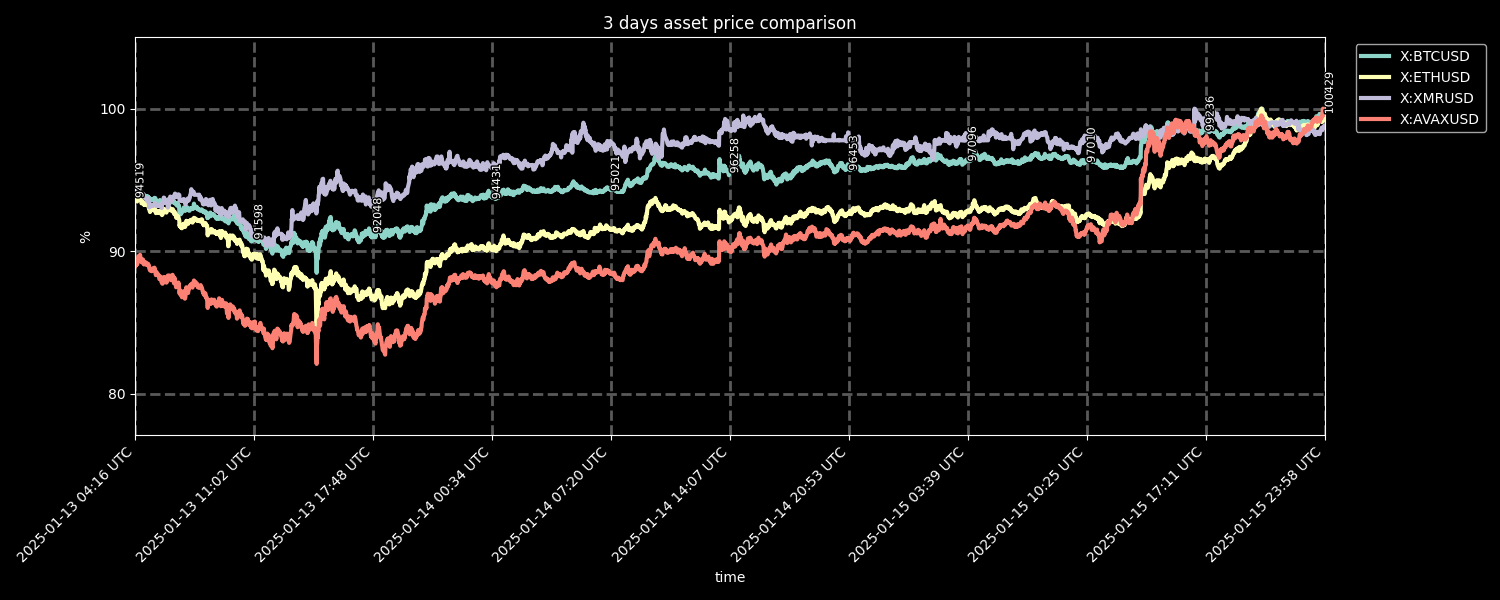 3 days asset price comparison
X:BTCUSD
X:ETHUSD
X:XMRUSD
X:AVAXUSD
100
90
80
%
94519
91598
92048
94431
95021
96258
96453
97096
97010
99236
100429
2025-01-13 04:16 UTC
2025-01-13 11:02 UTC
2025-01-13 17:48 UTC
2025-01-14 00:34 UTC
2025-01-14 07:20 UTC
2025-01-14 14:07 UTC
2025-01-14 20:53 UTC
2025-01-15 03:39 UTC
2025-01-15 10:25 UTC
2025-01-15 17:11 UTC
2025-01-15 23:58 UTC
time